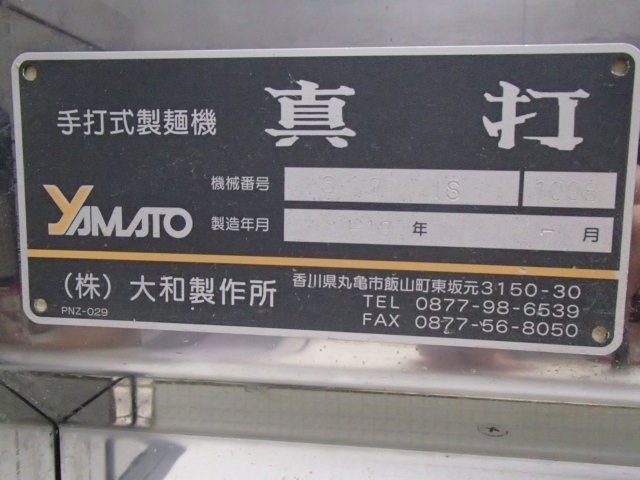 手打式製麺機 真打
機械番号
YAMATO
製造年月 年 月
(株)大和製作所
香川県丸亀市飯山町東坂元3150-30
TEL 0877-98-6539
FAX 0877-56-8050
PNZ-029